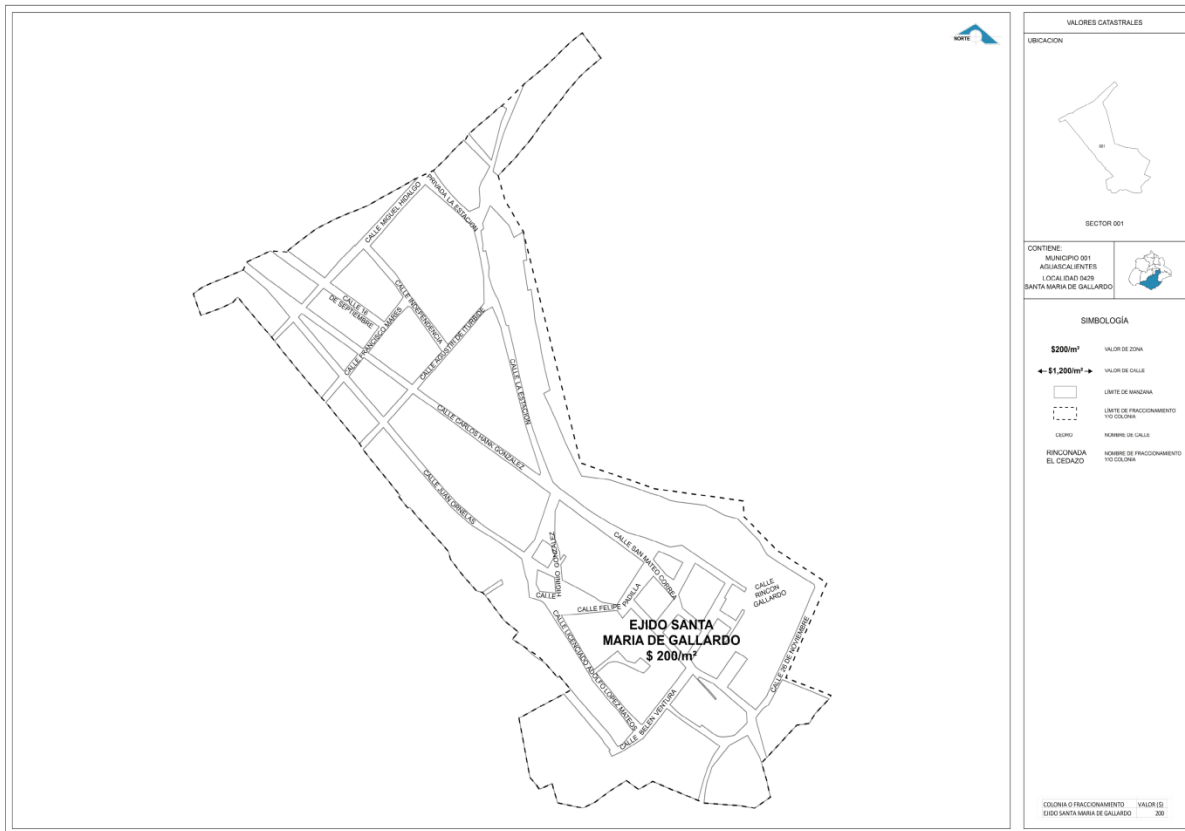 NORTE
CALLE MIGUEL HIDALGO
PRIVADA LA ESTACION
CALLE 16
DE SEPTIEMBRE
CALLE INDEPENDENCIA
CALLE FRANCISCO MARES
CALLE AGUSTRI DE ITURBIDE
CALLE LA ESTACION
CALLE CARLOS HANK GONZALEZ
CALLE JUAN ORNELAS
CALLE
HIGINIO GONZALEZ
CALLE SAN MATEO CORREA
CALLE FELIPE
PADILLA
CALLE
RINCON
GALLARDO
EJIDO SANTA
MARIA DE GALLARDO
$ 200/m²
CALLE LICENCIADO ADOLFO LOPEZ MATEOS
CALLE BELEN VENTURA
CALLE 26 DE NOVIEMBRE
VALORES CATASTRALES
UBICACION
001
SECTOR 001
CONTIENE:
MUNICIPIO 001
AGUASCALIENTES
LOCALIDAD 0429
SANTA MARIA DE GALLARDO
SIMBOLOGÍA
$200/m² VALOR DE ZONA
$1,200/m² VALOR DE CALLE
LÍMITE DE MANZANA
LÍMITE DE FRACCIONAMIENTO
Y/O COLONIA
CEDRO NOMBRE DE CALLE
RINCONADA
EL CEDAZO
NOMBRE DE FRACCIONAMIENTO
Y/O COLONIA
COLONIA O FRACCIONAMIENTO VALOR ($)
EJIDO SANTA MARIA DE GALLARDO 200